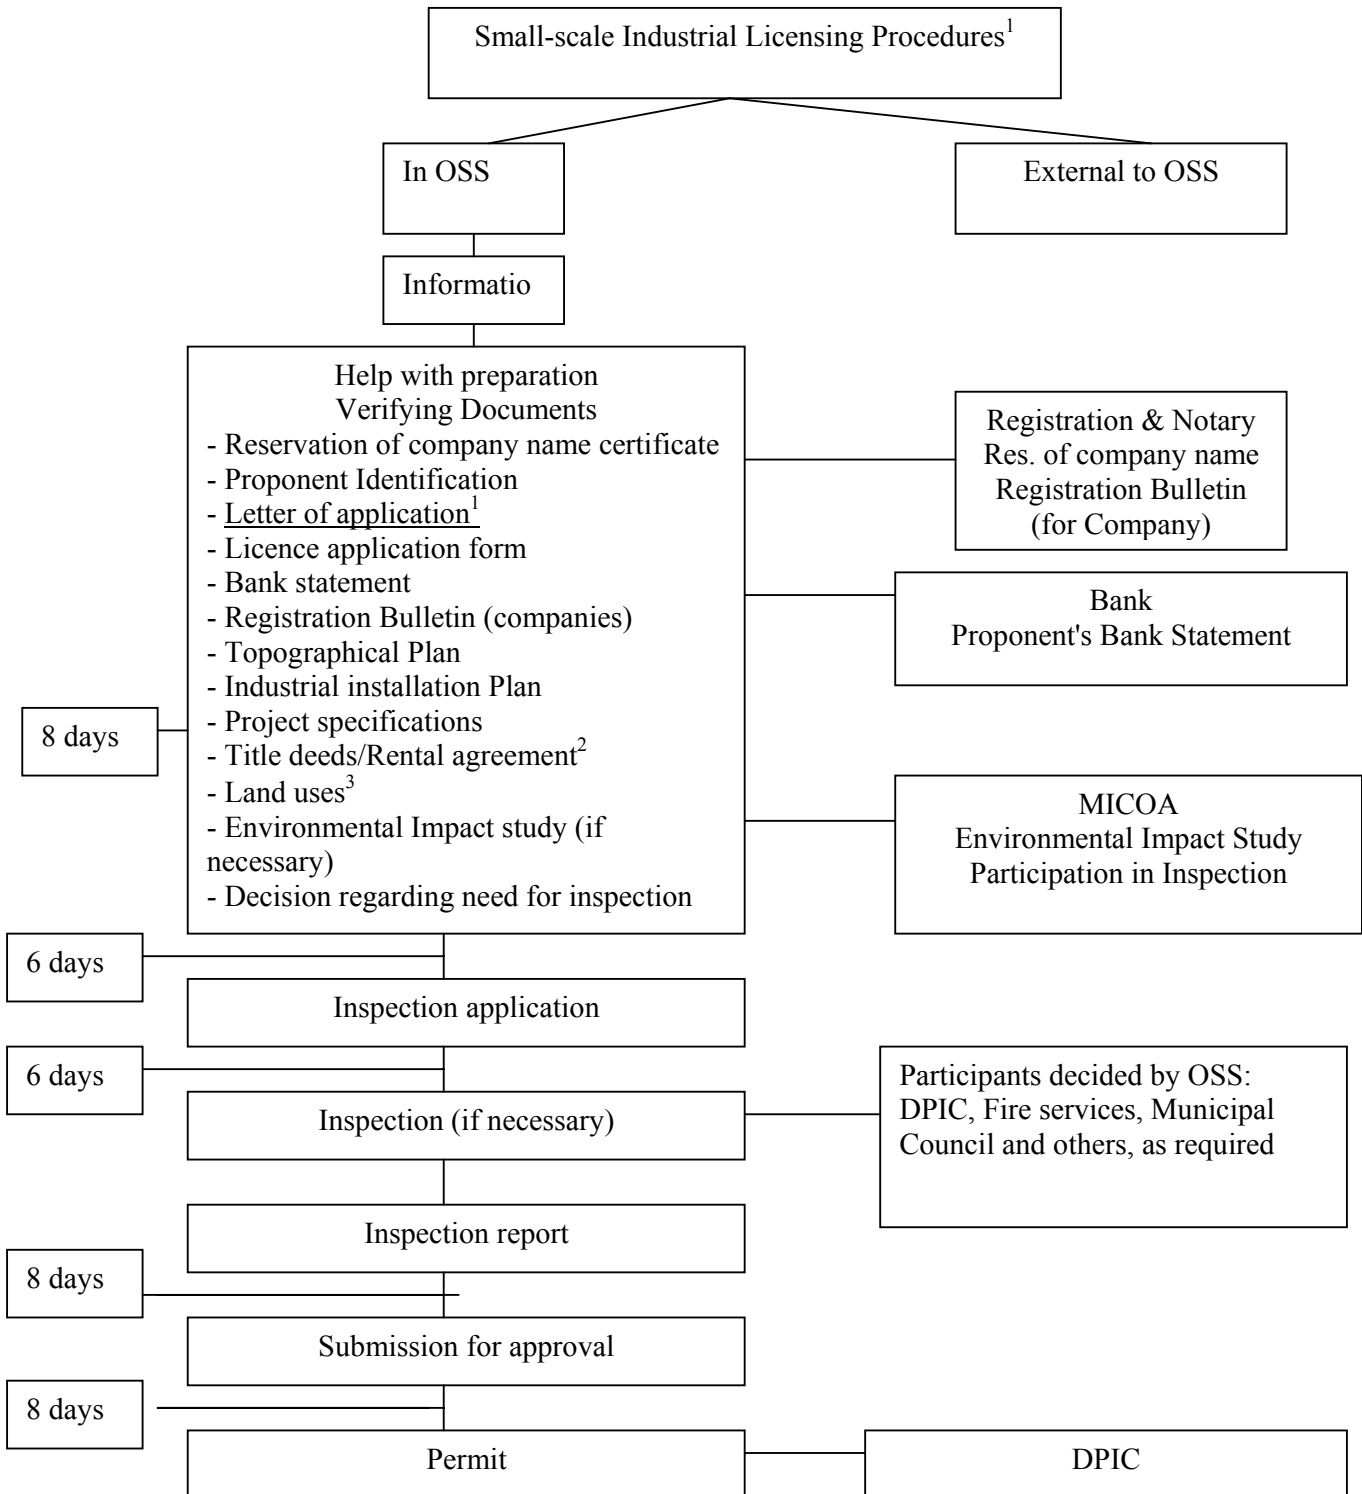 Small-scale Industrial Licensing Procedures1
In OSS
External to OSS
Informatio
Help with preparation
Verifying Documents
- Reservation of company name certificate
- Proponent Identification
- Letter of application1
- Licence application form
- Bank statement
- Registration Bulletin (companies)
- Topographical Plan
- Industrial installation Plan
- Project specifications
- Title deeds/Rental agreement2
- Land uses3
- Environmental Impact study (if
necessary)
- Decision regarding need for inspection
Registration & Notary
Res. of company name
Registration Bulletin
(for Company)
Bank
Proponent's Bank Statement
8 days
MICOA
Environmental Impact Study
Participation in Inspection
6 days
Inspection application
6 days
Inspection (if necessary)
Participants decided by OSS:
DPIC, Fire services, Municipal
Council and others, as required
Inspection report
8 days
Submission for approval
8 days
Permit
DPIC